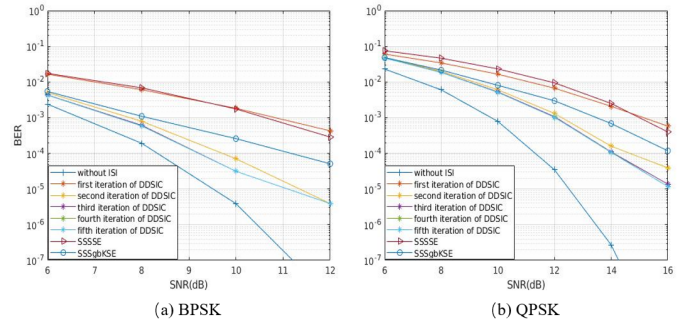 10^0
10^-1
10^-2
10^-3
10^-4
10^-5
10^-6
10^-7
BER
without ISI
first iteration of DDSIC
second iteration of DDSIC
third iteration of DDSIC
fourth iteration of DDSIC
fifth iteration of DDSIC
SSSSE
SSSgbKSE
6 8 10 12
SNR(dB)
(a) BPSK
10^0
10^-1
10^-2
10^-3
10^-4
10^-5
10^-6
10^-7
without ISI
first iteration of DDSIC
second iteration of DDSIC
third iteration of DDSIC
fourth iteration of DDSIC
fifth iteration of DDSIC
SSSSE
SSSgbKSE
6 8 10 12 14 16
SNR(dB)
(b) QPSK